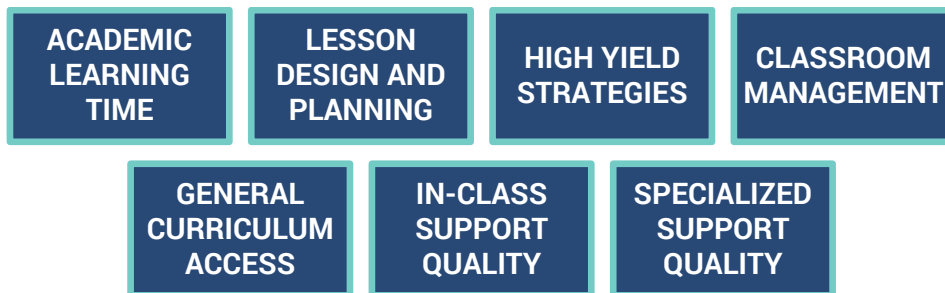 ACADEMIC
LEARNING
TIME
LESSON
DESIGN AND
PLANNING
HIGH YIELD
STRATEGIES
CLASSROOM
MANAGEMENT
GENERAL
CURRICULUM
ACCESS
IN-CLASS
SUPPORT
QUALITY
SPECIALIZED
SUPPORT
QUALITY